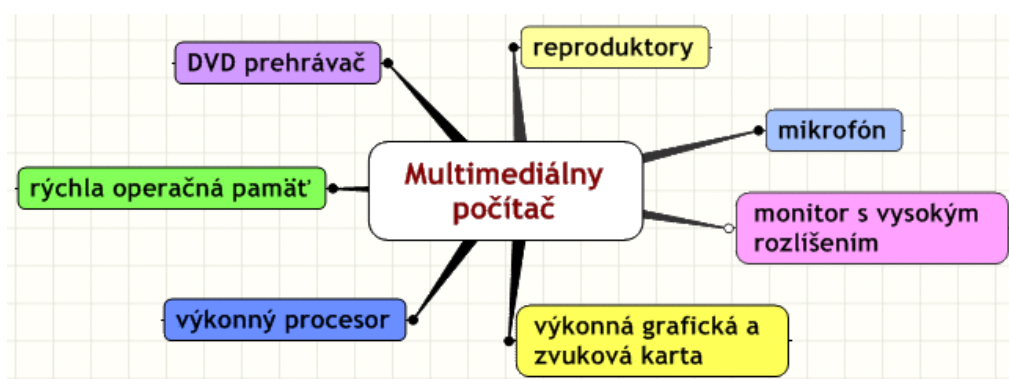 DVD prehrávač
reproduktory
mikrofón
Multimediálny
počítač
rýchla operačná pamäť
monitor s vysokým
rozlíšením
výkonný procesor
výkonná grafická a
zvuková karta